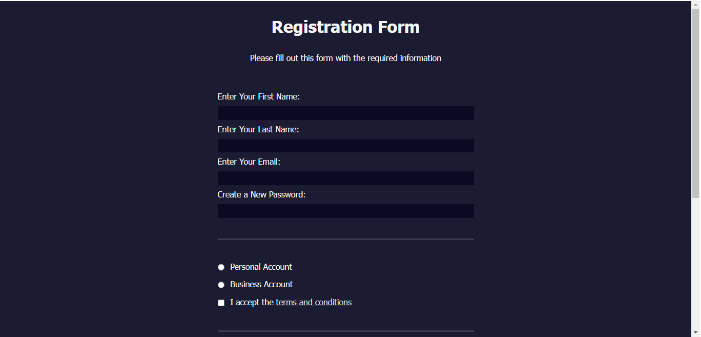 Registration Form
Please fill out this form with the required information
Enter Your First Name:
Enter Your Last Name:
Enter Your Email:
Create a New Password:
Personal Account
Business Account
I accept the terms and conditions